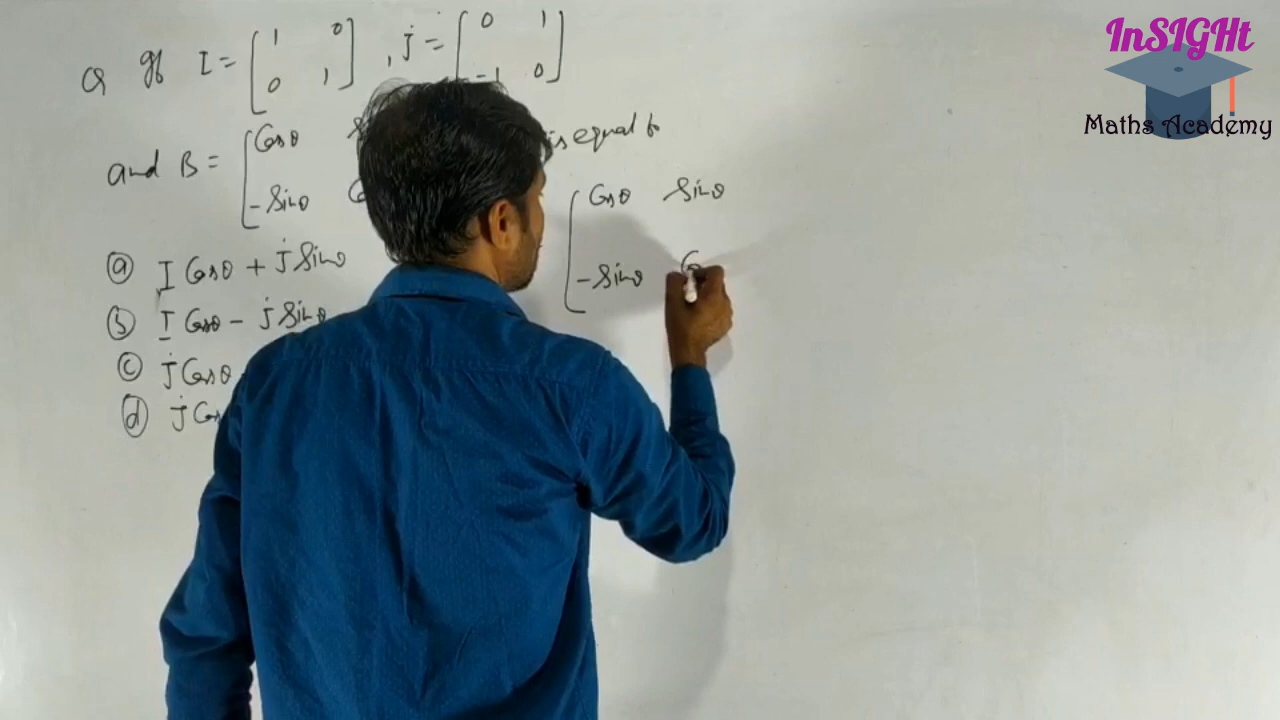 Q If I = [ 1 0 , j = [ 0 1
0 1 ] -1 0 ]
and B = [ Cosθ is equal to
-Sinθ
ⓐ I Cosθ + j Sinθ
ⓑ I Cosθ - j Sinθ
ⓒ j Cosθ
ⓓ j Cos
[ Cosθ Sinθ
-Sinθ
InSIGHt
Maths Academy